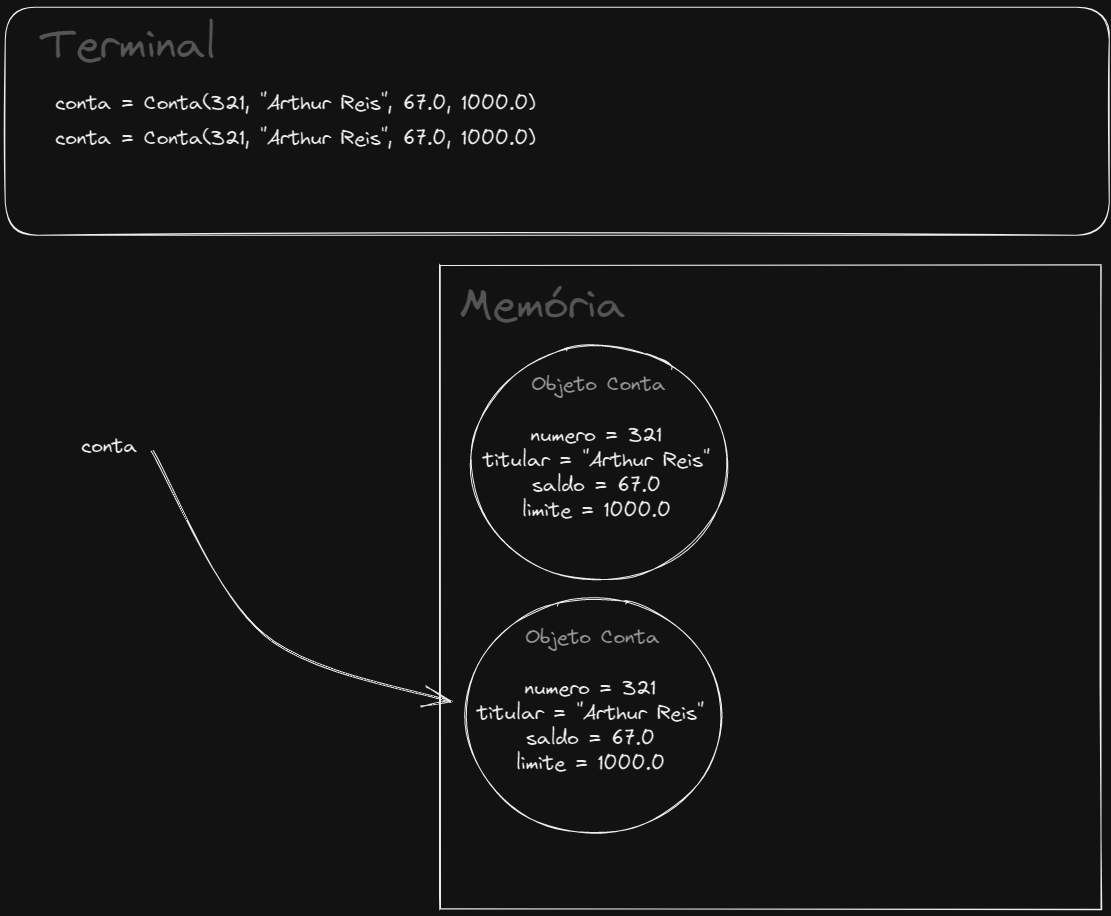 Terminal
conta = Conta(321, "Arthur Reis", 67.0, 1000.0)
conta = Conta(321, "Arthur Reis", 67.0, 1000.0)
Memória
Objeto Conta
numero = 321
titular = "Arthur Reis"
saldo = 67.0
limite = 1000.0
conta
Objeto Conta
numero = 321
titular = "Arthur Reis"
saldo = 67.0
limite = 1000.0